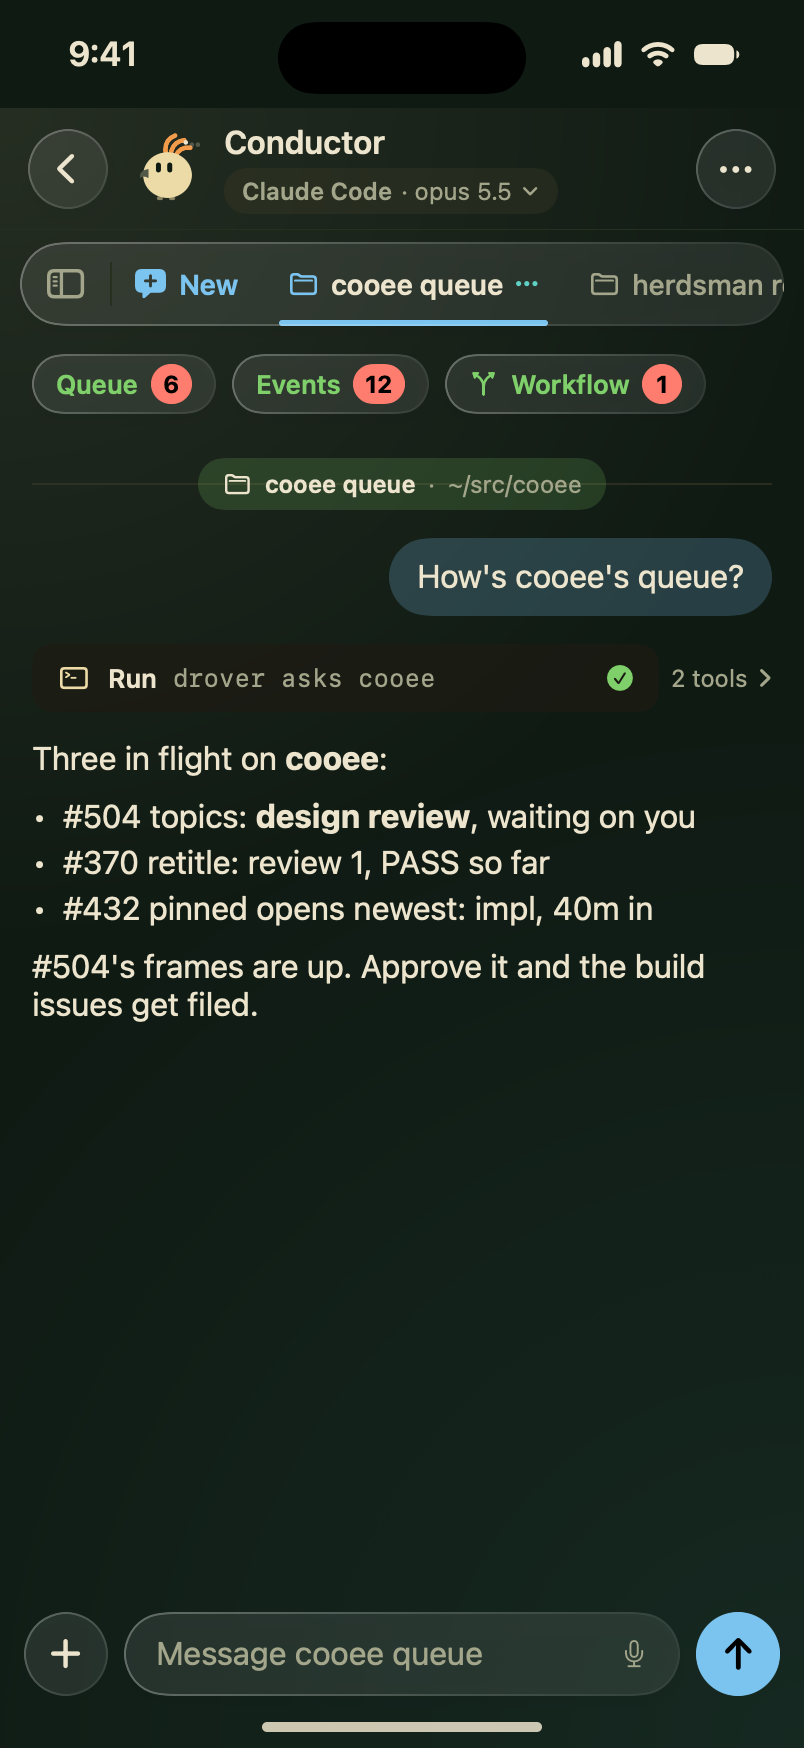 9:41
Conductor
Claude Code · opus 5.5
New
cooee queue
herdsman r
Queue 6
Events 12
Workflow 1
cooee queue · ~/src/cooee
How's cooee's queue?
Run drover asks cooee
2 tools
Three in flight on cooee:
• #504 topics: design review, waiting on you
• #370 retitle: review 1, PASS so far
• #432 pinned opens newest: impl, 40m in
#504's frames are up. Approve it and the build
issues get filed.
Message cooee queue